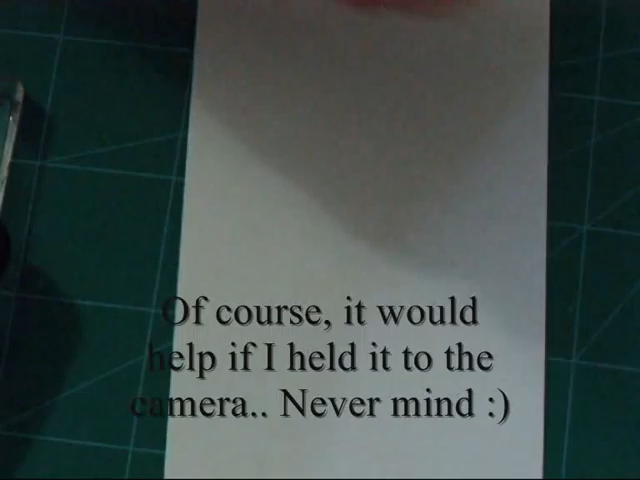 Of course, it would
help if I held it to the
camera.. Never mind :)